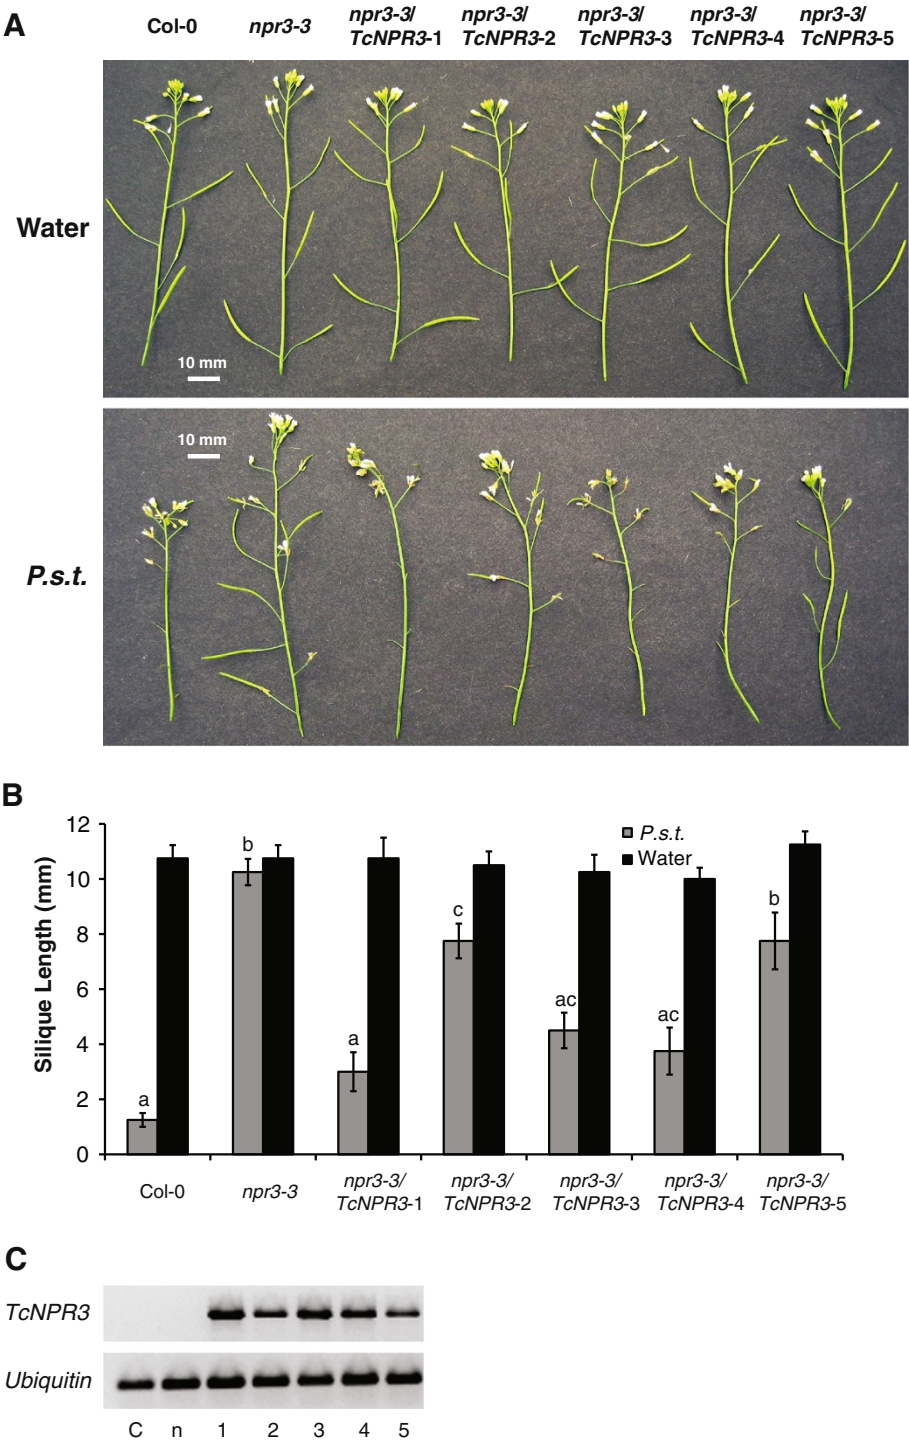 A
Col-0
npr3-3
npr3-3/
TcNPR3-1
npr3-3/
TcNPR3-2
npr3-3/
TcNPR3-3
npr3-3/
TcNPR3-4
npr3-3/
TcNPR3-5
Water
10 mm
10 mm
P.s.t.
B
Silique Length (mm)
12
10
8
6
4
2
0
P.s.t.
Water
a
b
a
c
ac
ac
b
Col-0
npr3-3
npr3-3/
TcNPR3-1
npr3-3/
TcNPR3-2
npr3-3/
TcNPR3-3
npr3-3/
TcNPR3-4
npr3-3/
TcNPR3-5
C
TcNPR3
Ubiquitin
C n 1 2 3 4 5